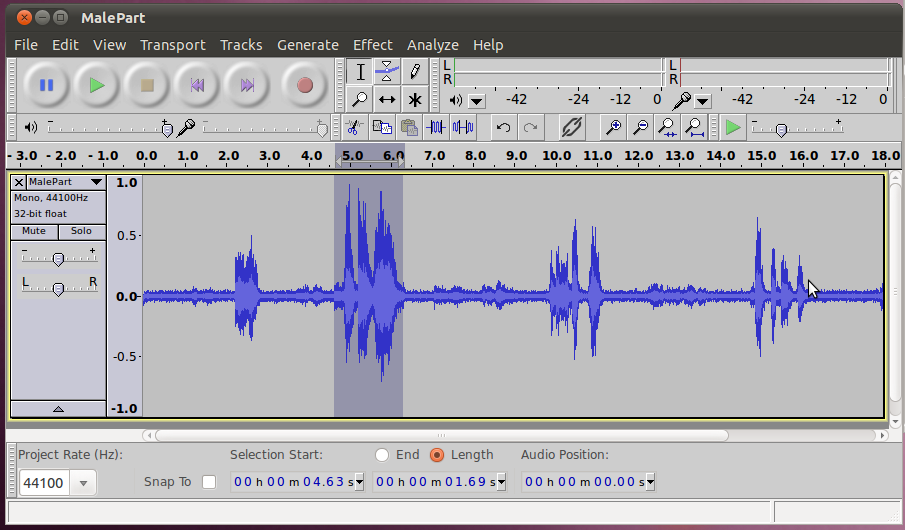 MalePart
File Edit View Transport Tracks Generate Effect Analyze Help
L L
R R
-42 -24 -12 0 -42 -24 -12 0
- + - +
- +
- 3.0 - 2.0 - 1.0 0.0 1.0 2.0 3.0 4.0 5.0 6.0 7.0 8.0 9.0 10.0 11.0 12.0 13.0 14.0 15.0 16.0 17.0 18.0
MalePart 1.0
Mono, 44100Hz
32-bit float
Mute Solo
0.5-
- +
L R
0.0-
-0.5-
-1.0
Project Rate (Hz): Selection Start: End Length Audio Position:
44100 Snap To 00 h 00 m 04.63 s 00 h 00 m 01.69 s 00 h 00 m 00.00 s